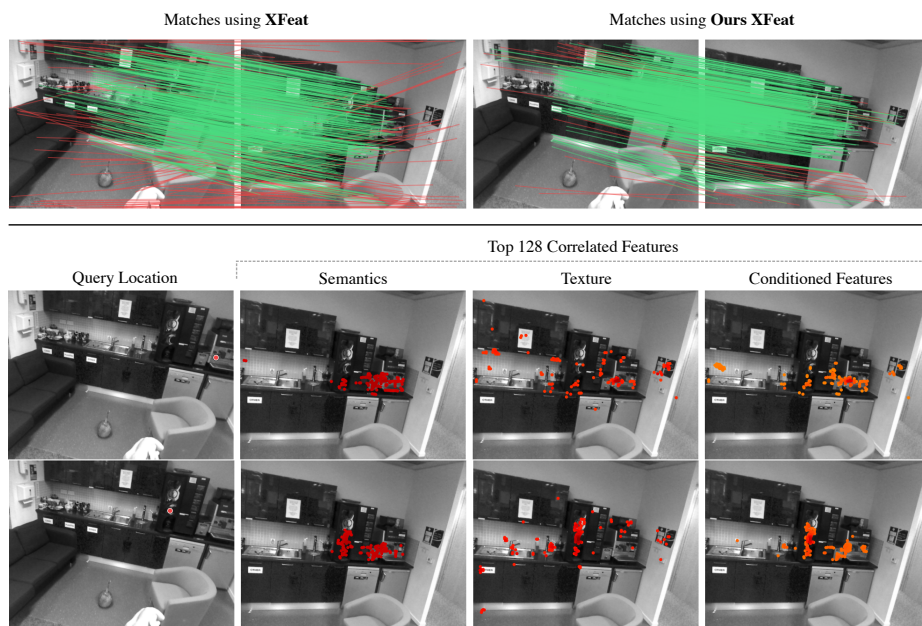 Matches using XFeat
Matches using Ours XFeat
Top 128 Correlated Features
Query Location
Semantics
Texture
Conditioned Features